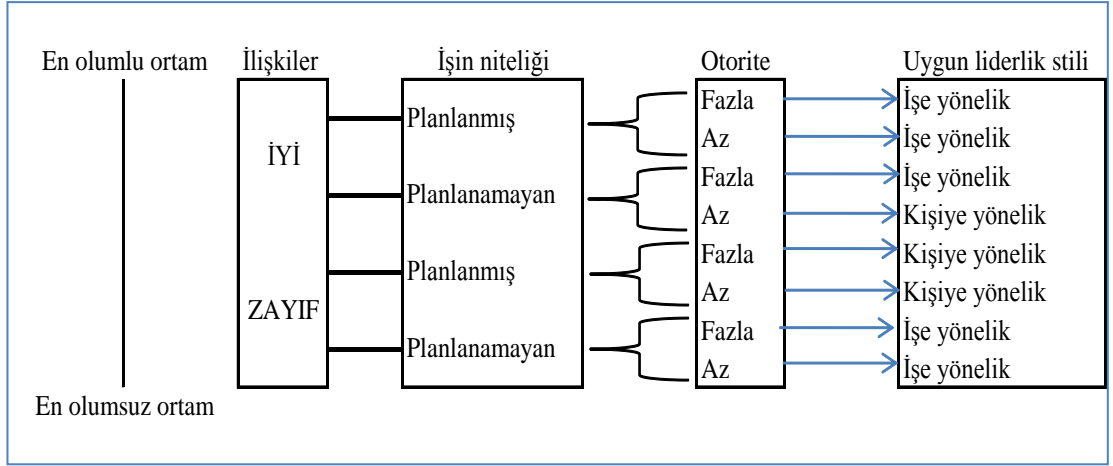 En olumlu ortam İlişkiler İşin niteliği Otorite Uygun liderlik stili
Fazla İşe yönelik
Planlanmış
Az İşe yönelik
İYİ
Fazla İşe yönelik
Planlanamayan
Az Kişiye yönelik
Fazla Kişiye yönelik
Planlanmış
Az Kişiye yönelik
ZAYIF
Fazla İşe yönelik
Planlanamayan
Az İşe yönelik
En olumsuz ortam